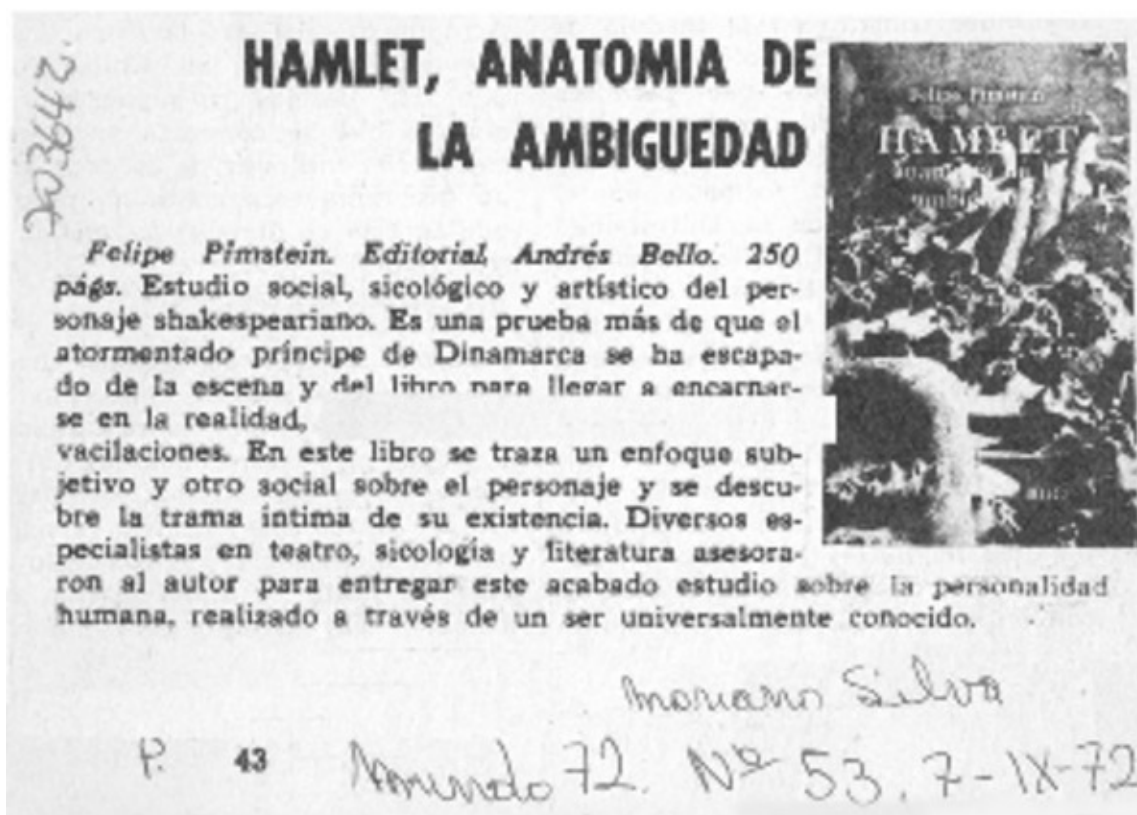 HAMLET, ANATOMIA DE
LA AMBIGUEDAD
Felipe Pimstein
HAMLET
Felipe Pimstein. Editorial Andrés Bello. 250
págs. Estudio social, sicológico y artístico del per-
sonaje shakespeariano. Es una prueba más de que el
atormentado príncipe de Dinamarca se ha escapa-
do de la escena y del libro para llegar a encarnar-
se en la realidad,
vacilaciones. En este libro se traza un enfoque sub-
jetivo y otro social sobre el personaje y se descu-
bre la trama íntima de su existencia. Diversos es-
pecialistas en teatro, sicología y literatura asesora-
ron al autor para entregar este acabado estudio sobre la personalidad
humana, realizado a través de un ser universalmente conocido.
Mariano Silva
P. 43 Mundo 72. Nº 53. 7-IX-72